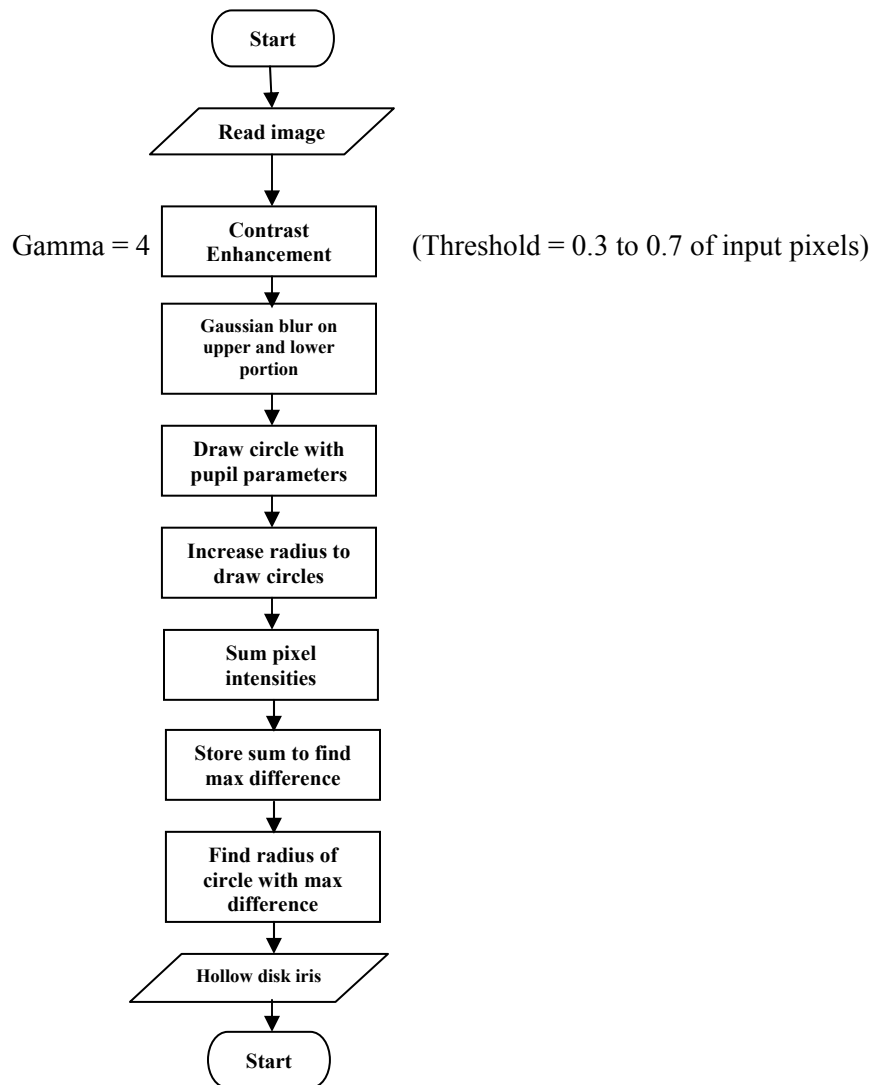 Start
Read image
Gamma = 4
Contrast
Enhancement
(Threshold = 0.3 to 0.7 of input pixels)
Gaussian blur on
upper and lower
portion
Draw circle with
pupil parameters
Increase radius to
draw circles
Sum pixel
intensities
Store sum to find
max difference
Find radius of
circle with max
difference
Hollow disk iris
Start